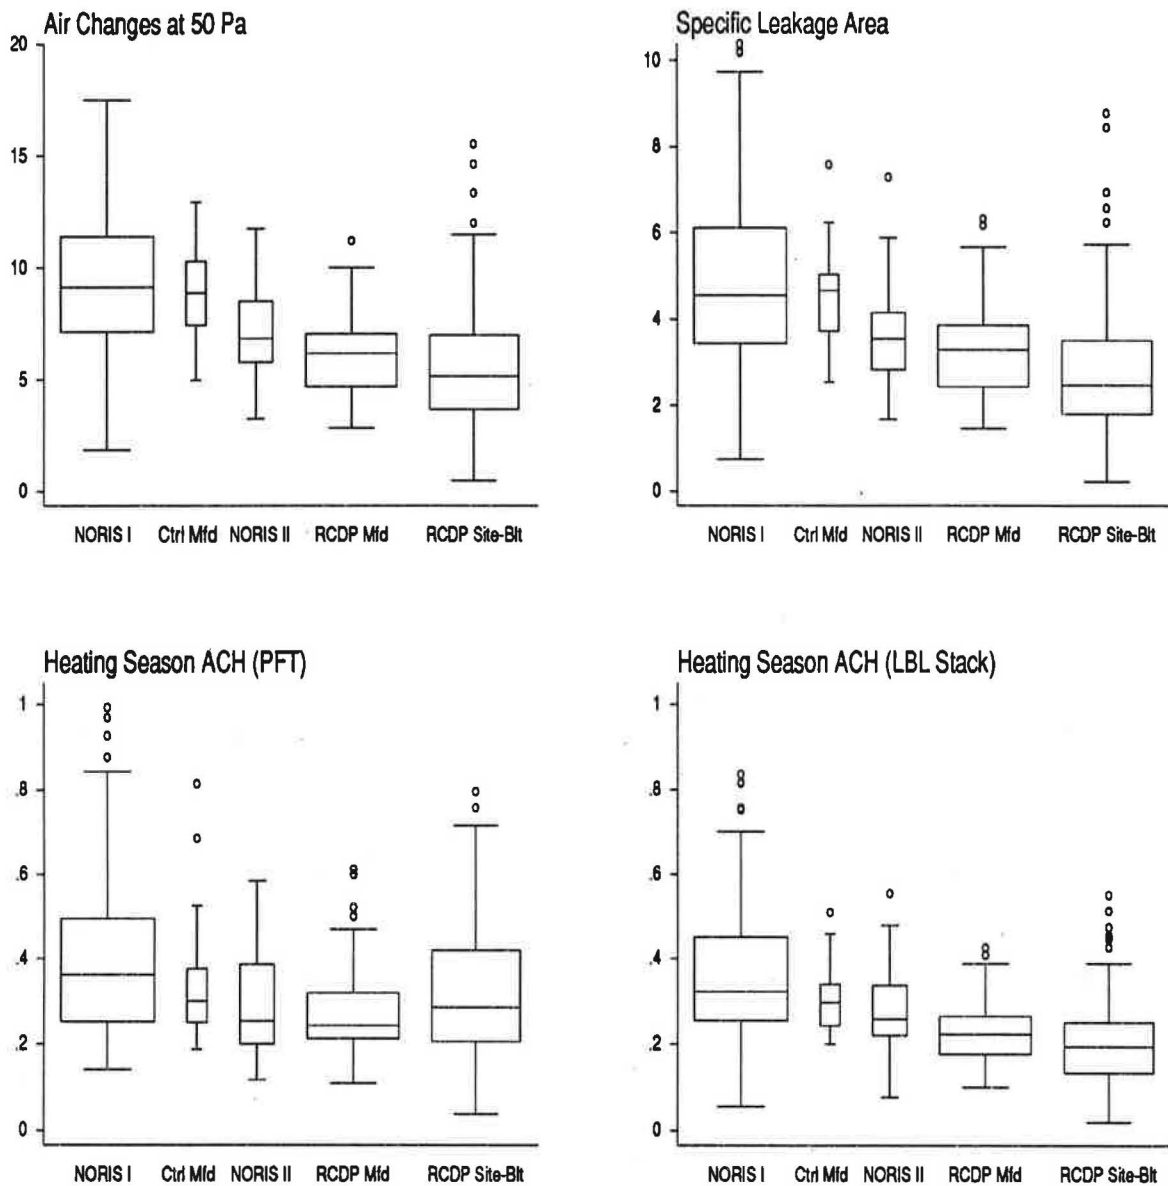 Air Changes at 50 Pa
20
15
10
5
0
NORIS I Ctrl Mfd NORIS II RCDP Mfd RCDP Site-Blt
Specific Leakage Area
10
8
6
4
2
0
NORIS I Ctrl Mfd NORIS II RCDP Mfd RCDP Site-Blt
Heating Season ACH (PFT)
1
.8
.6
.4
.2
0
NORIS I Ctrl Mfd NORIS II RCDP Mfd RCDP Site-Blt
Heating Season ACH (LBL Stack)
1
.8
.6
.4
.2
0
NORIS I Ctrl Mfd NORIS II RCDP Mfd RCDP Site-Blt